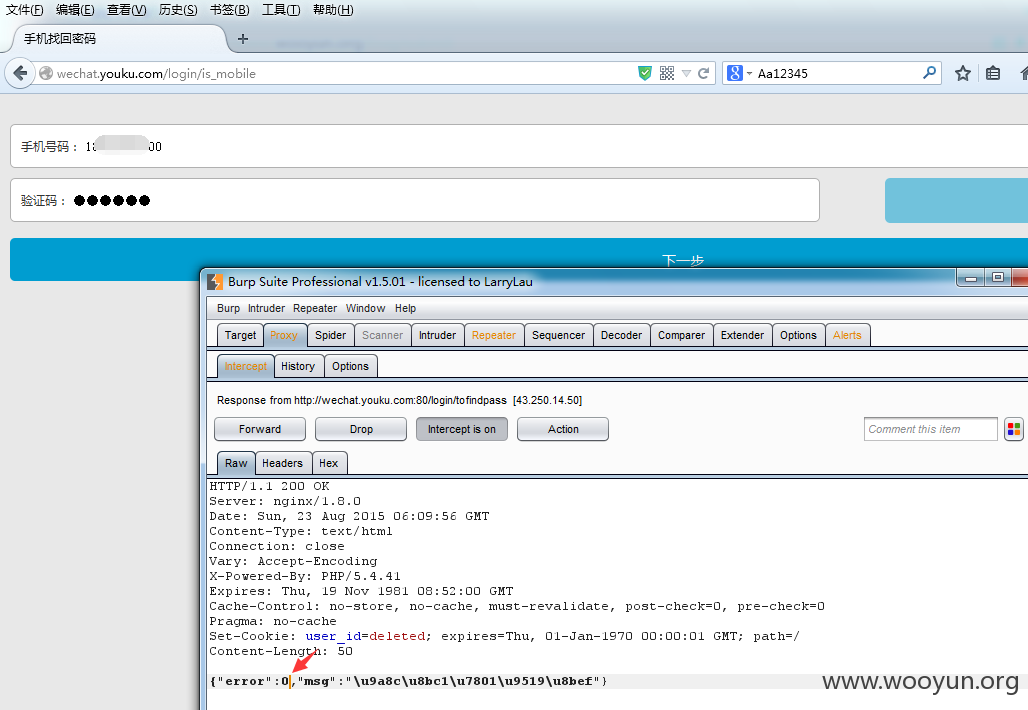 文件(F) 编辑(E) 查看(V) 历史(S) 书签(B) 工具(T) 帮助(H)
手机找回密码
wechat.youku.com/login/is_mobile
Aa12345
手机号码： 18 00
验证码：
下一步
Burp Suite Professional v1.5.01 - licensed to LarryLau
Burp Intruder Repeater Window Help
Target Proxy Spider Scanner Intruder Repeater Sequencer Decoder Comparer Extender Options Alerts
Intercept History Options
Response from http://wechat.youku.com:80/login/tofindpass [43.250.14.50]
Forward Drop Intercept is on Action Comment this item
Raw Headers Hex
HTTP/1.1 200 OK
Server: nginx/1.8.0
Date: Sun, 23 Aug 2015 06:09:56 GMT
Content-Type: text/html
Connection: close
Vary: Accept-Encoding
X-Powered-By: PHP/5.4.41
Expires: Thu, 19 Nov 1981 08:52:00 GMT
Cache-Control: no-store, no-cache, must-revalidate, post-check=0, pre-check=0
Pragma: no-cache
Set-Cookie: user_id=deleted; expires=Thu, 01-Jan-1970 00:00:01 GMT; path=/
Content-Length: 50
{"error":0,"msg":"\u9a8c\u8bc1\u7801\u9519\u8bef"}
www.wooyun.org